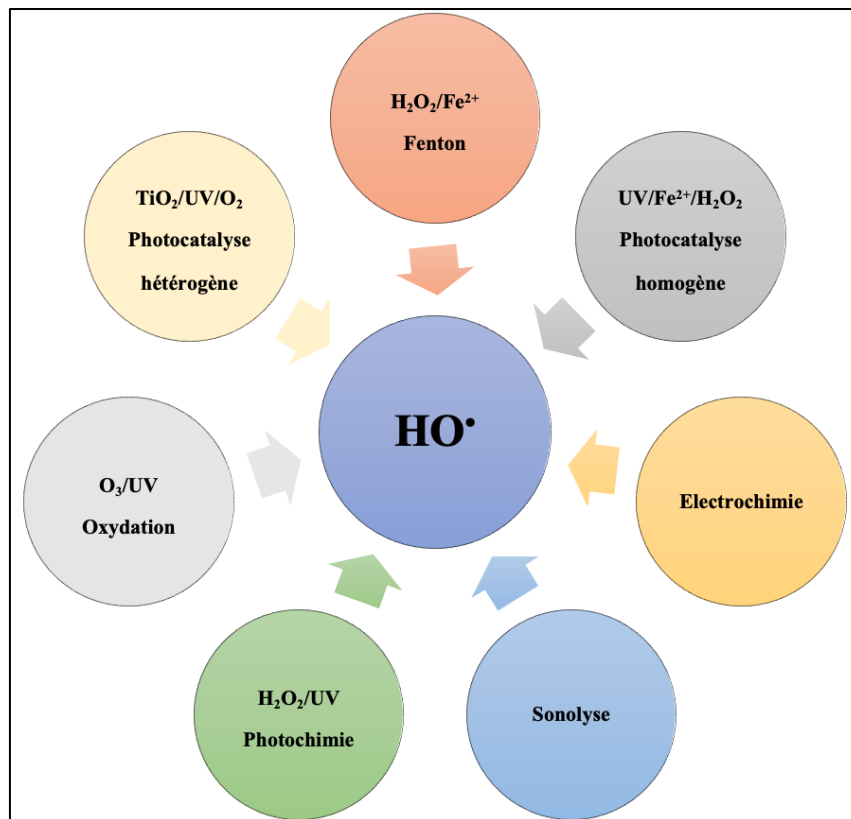 H₂O₂/Fe²⁺
Fenton
TiO₂/UV/O₂
Photocatalyse
hétérogène
UV/Fe²⁺/H₂O₂
Photocatalyse
homogène
HO•
O₃/UV
Oxydation
Electrochimie
H₂O₂/UV
Photochimie
Sonolyse